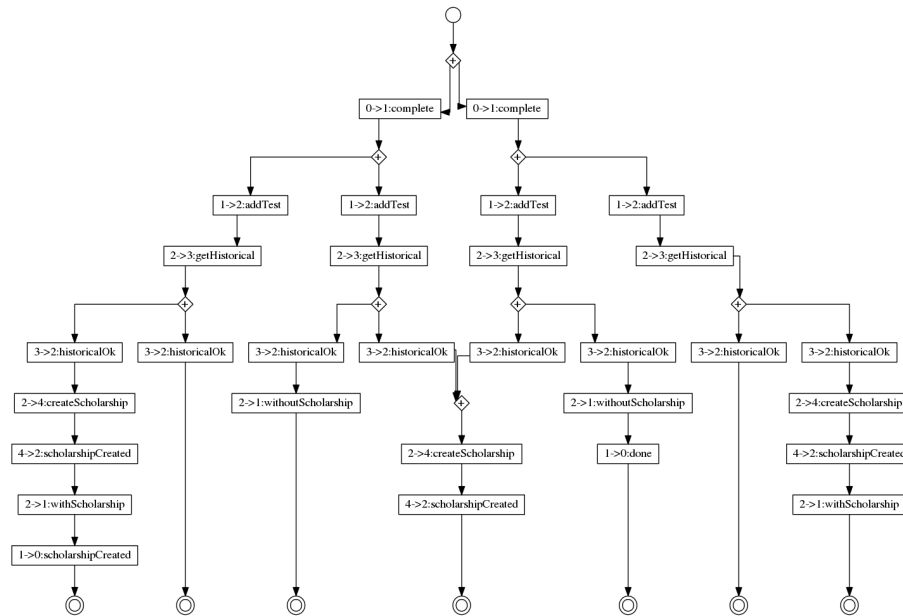 +
0->1:complete
0->1:complete
+
+
1->2:addTest
1->2:addTest
1->2:addTest
1->2:addTest
2->3:getHistorical
2->3:getHistorical
2->3:getHistorical
2->3:getHistorical
+
+
+
+
3->2:historicalOk
3->2:historicalOk
3->2:historicalOk
3->2:historicalOk
3->2:historicalOk
3->2:historicalOk
3->2:historicalOk
3->2:historicalOk
2->4:createScholarship
2->1:withoutScholarship
+
2->1:withoutScholarship
2->4:createScholarship
4->2:scholarshipCreated
2->4:createScholarship
1->0:done
4->2:scholarshipCreated
2->1:withScholarship
4->2:scholarshipCreated
2->1:withScholarship
1->0:scholarshipCreated